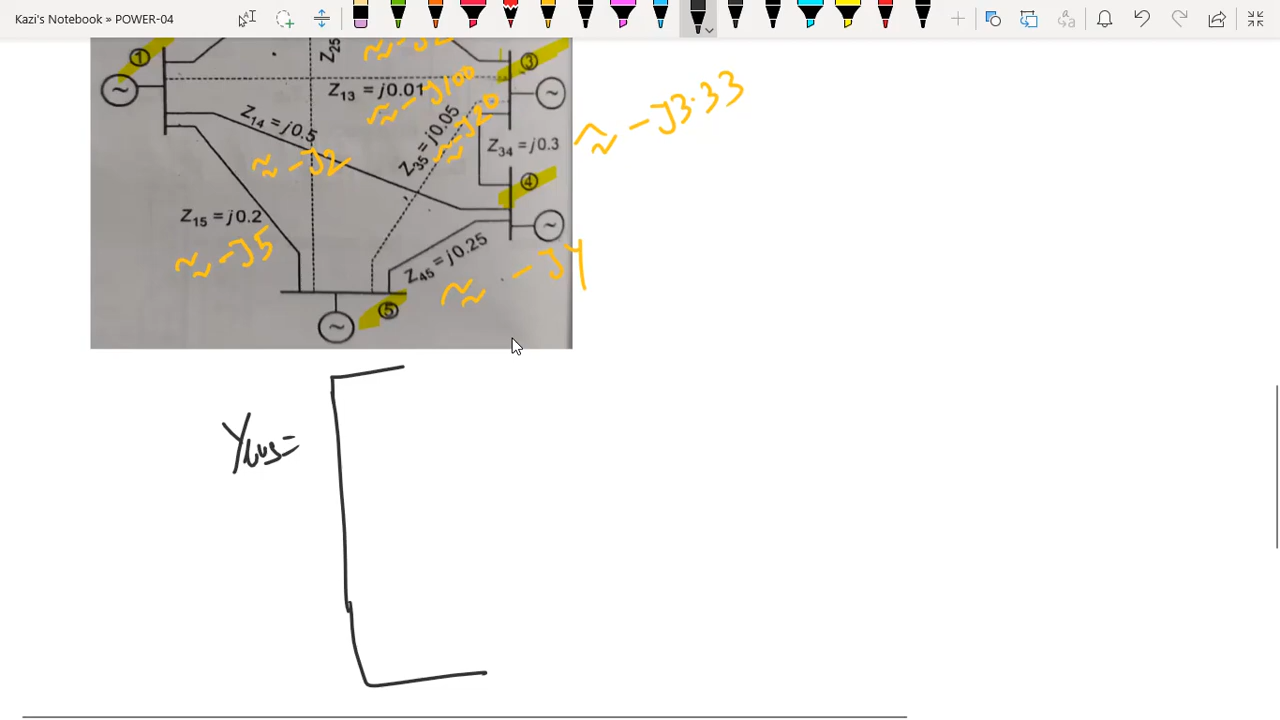 Kazi's Notebook » POWER-04
①
Z25
③
Z13 = j0.01
≈ -J100
≈ -J3.33
Z14 = j0.5
Z35 = j0.05
≈ -J20
Z34 = j0.3
≈ -J2
④
Z15 = j0.2
≈ -J5
Z45 = j0.25
≈ -J4
⑤
Ybus=